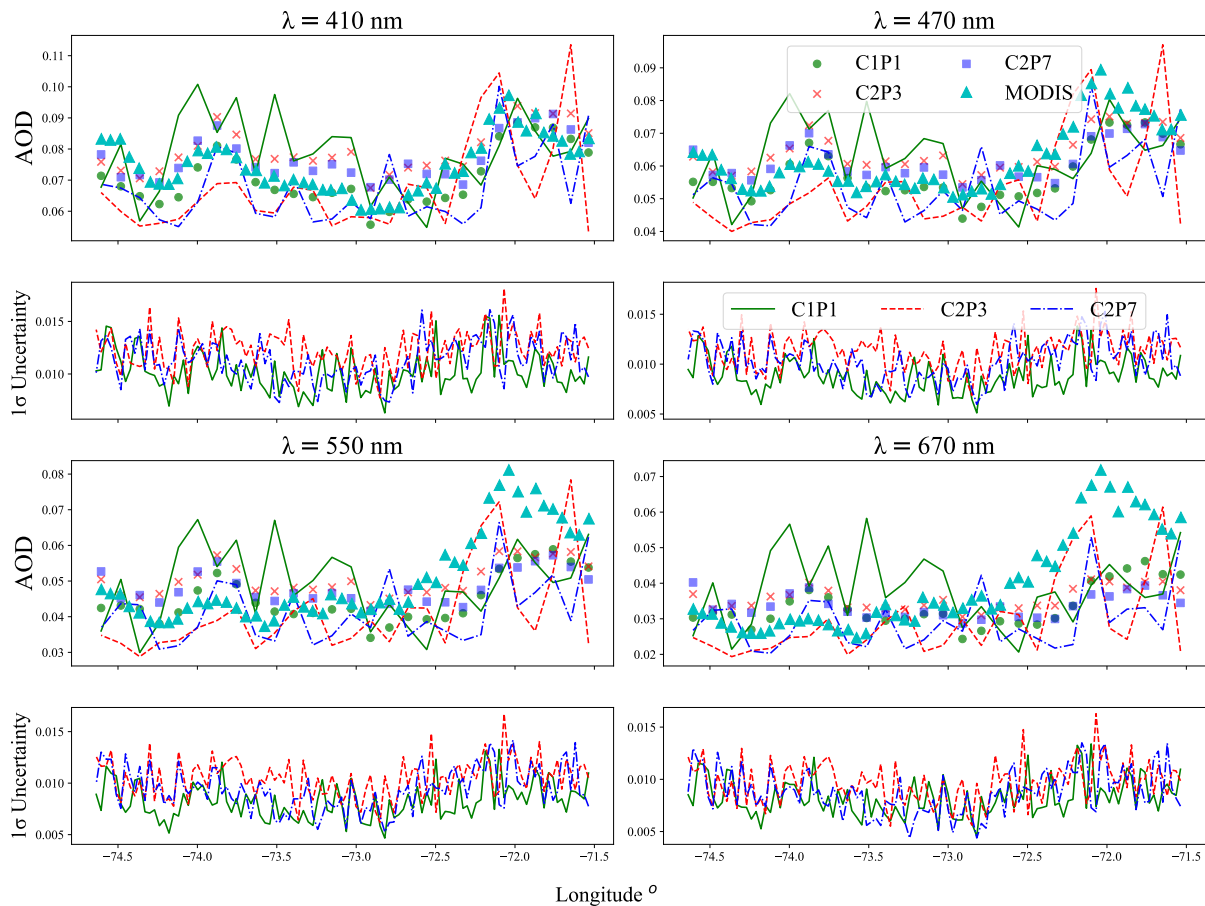 λ = 410 nm
λ = 470 nm
AOD
0.11
0.10
0.09
0.08
0.07
0.06
0.09
0.08
0.07
0.06
0.05
0.04
C1P1
C2P7
C2P3
MODIS
1σ Uncertainty
0.015
0.010
0.015
0.010
0.005
C1P1
C2P3
C2P7
λ = 550 nm
λ = 670 nm
AOD
0.08
0.07
0.06
0.05
0.04
0.03
0.07
0.06
0.05
0.04
0.03
0.02
1σ Uncertainty
0.015
0.010
0.005
0.015
0.010
0.005
−74.5 −74.0 −73.5 −73.0 −72.5 −72.0 −71.5
−74.5 −74.0 −73.5 −73.0 −72.5 −72.0 −71.5
Longitude o